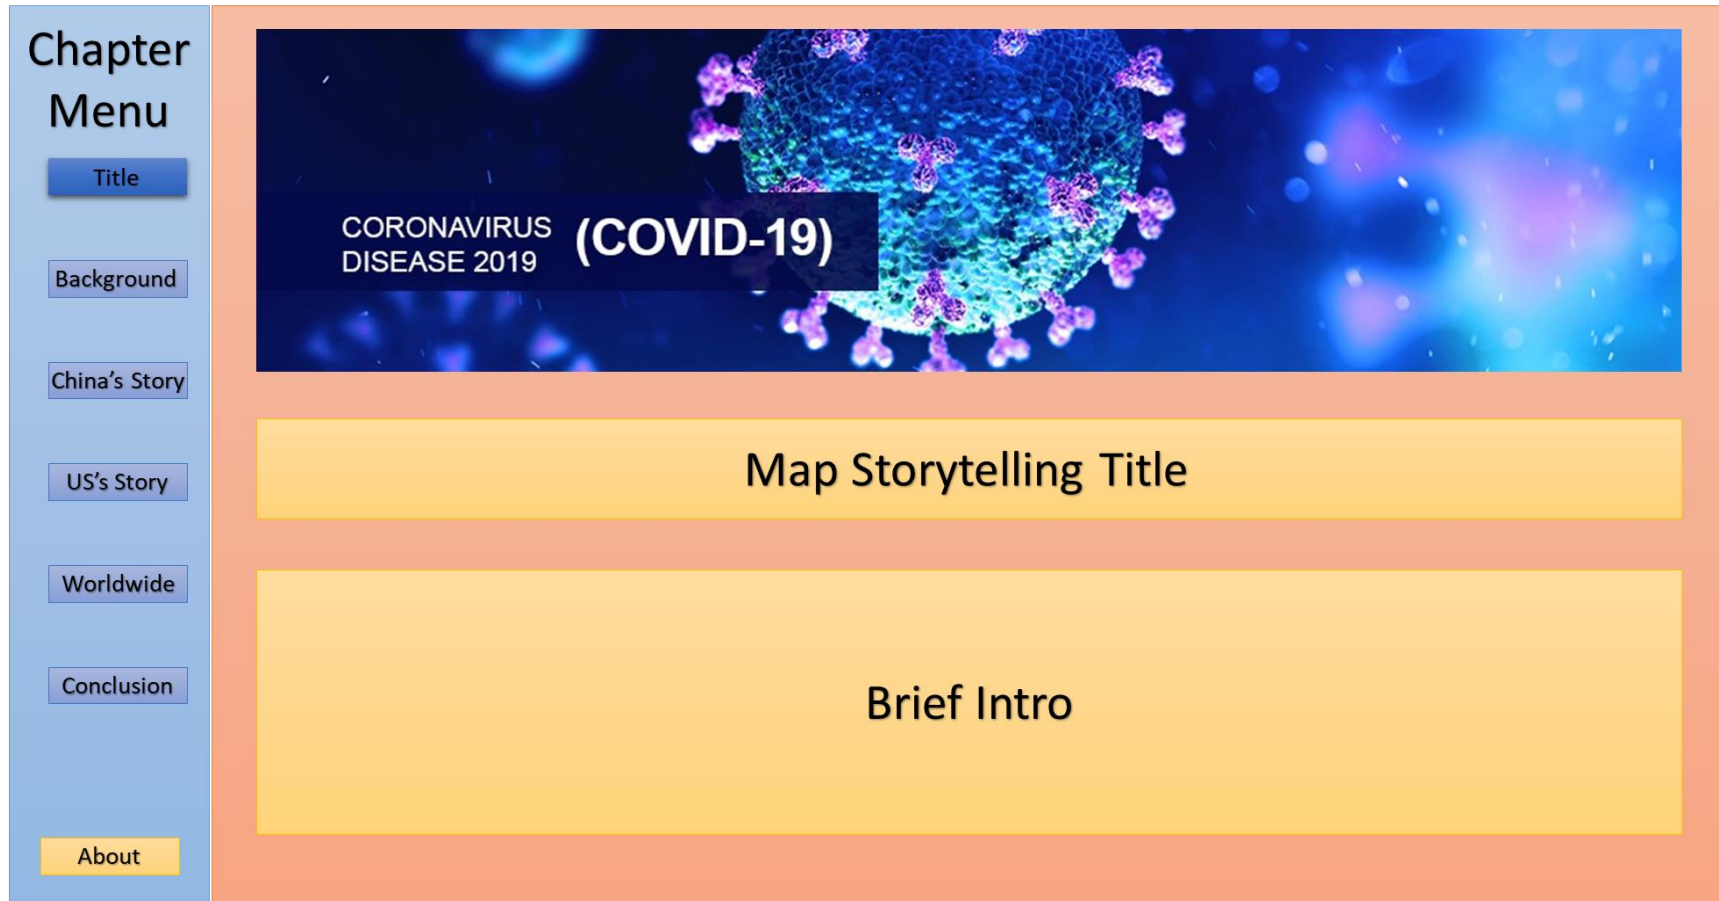 Chapter
Menu
Title
Background
China's Story
US's Story
Worldwide
Conclusion
About
CORONAVIRUS
DISEASE 2019 (COVID-19)
Map Storytelling Title
Brief Intro